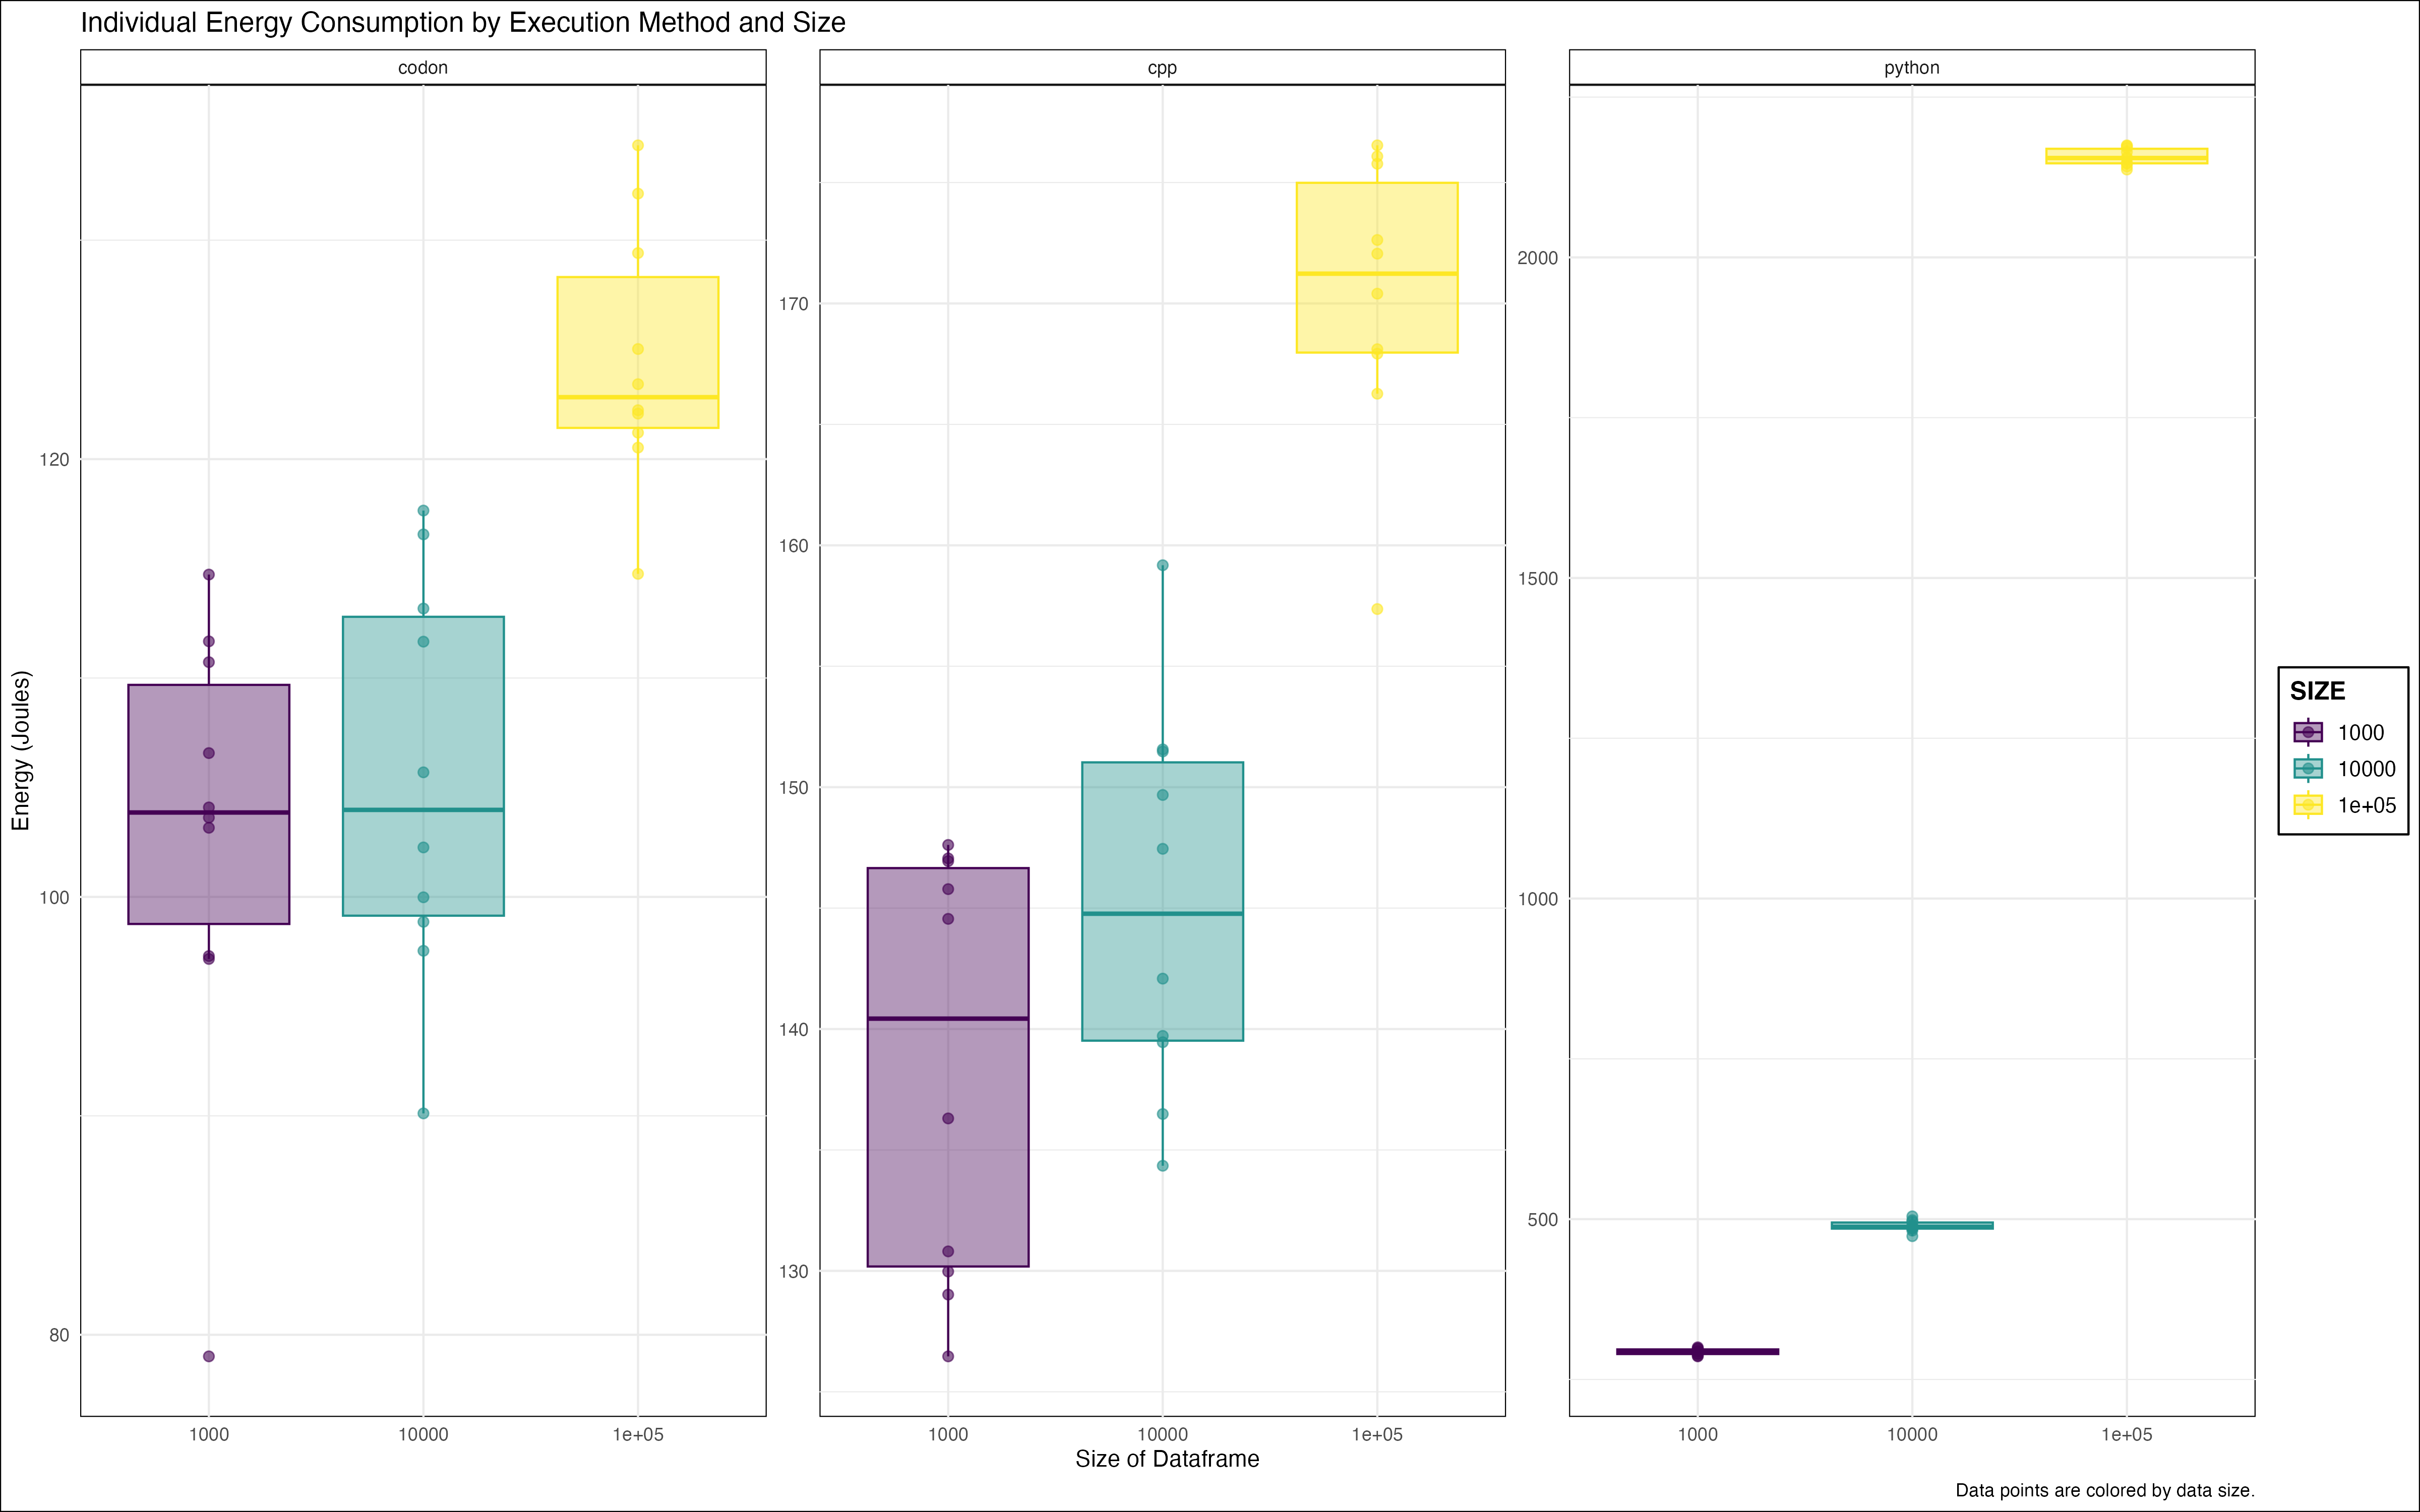 Individual Energy Consumption by Execution Method and Size
codon
cpp
python
Energy (Joules)
120
100
80
170
160
150
140
130
2000
1500
1000
500
1000
10000
1e+05
1000
10000
1e+05
1000
10000
1e+05
Size of Dataframe
SIZE
1000
10000
1e+05
Data points are colored by data size.